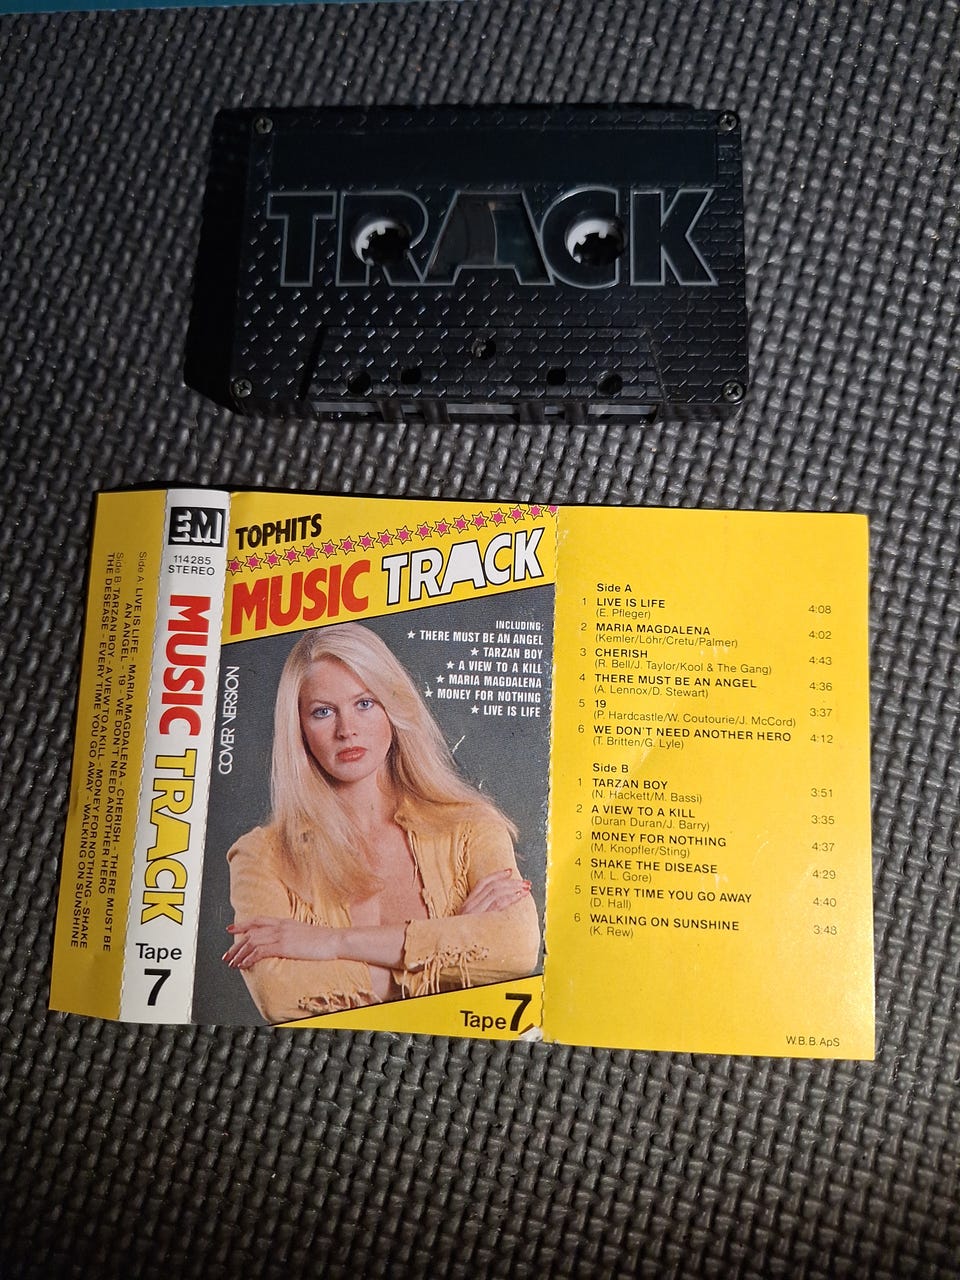 TRACK
Side A: LIVE IS LIFE - MARIA MAGDALENA - CHERISH - THERE MUST BE
AN ANGEL - 19 - WE DON'T NEED ANOTHER HERO
Side B: TARZAN BOY - A VIEW TO A KILL - MONEY FOR NOTHING - SHAKE
THE DESEASE - EVERY TIME YOU GO AWAY - WALKING ON SUNSHINE
EM
114285
STEREO
MUSIC TRACK
Tape
7
TOPHITS
MUSIC TRACK
INCLUDING:
★ THERE MUST BE AN ANGEL
★ TARZAN BOY
★ A VIEW TO A KILL
★ MARIA MAGDALENA
★ MONEY FOR NOTHING
★ LIVE IS LIFE
COVER VERSION
Tape 7
Side A
1 LIVE IS LIFE 4:08
(E. Pfleger)
2 MARIA MAGDALENA 4:02
(Kemler/Löhr/Cretu/Palmer)
3 CHERISH 4:43
(R. Bell/J. Taylor/Kool & The Gang)
4 THERE MUST BE AN ANGEL 4:36
(A. Lennox/D. Stewart)
5 19 3:37
(P. Hardcastle/W. Coutourie/J. McCord)
6 WE DON'T NEED ANOTHER HERO 4:12
(T. Britten/G. Lyle)
Side B
1 TARZAN BOY 3:51
(N. Hackett/M. Bassi)
2 A VIEW TO A KILL 3:35
(Duran Duran/J. Barry)
3 MONEY FOR NOTHING 4:37
(M. Knopfler/Sting)
4 SHAKE THE DISEASE 4:29
(M. L. Gore)
5 EVERY TIME YOU GO AWAY 4:40
(D. Hall)
6 WALKING ON SUNSHINE 3:48
(K. Rew)
W.B.B. ApS